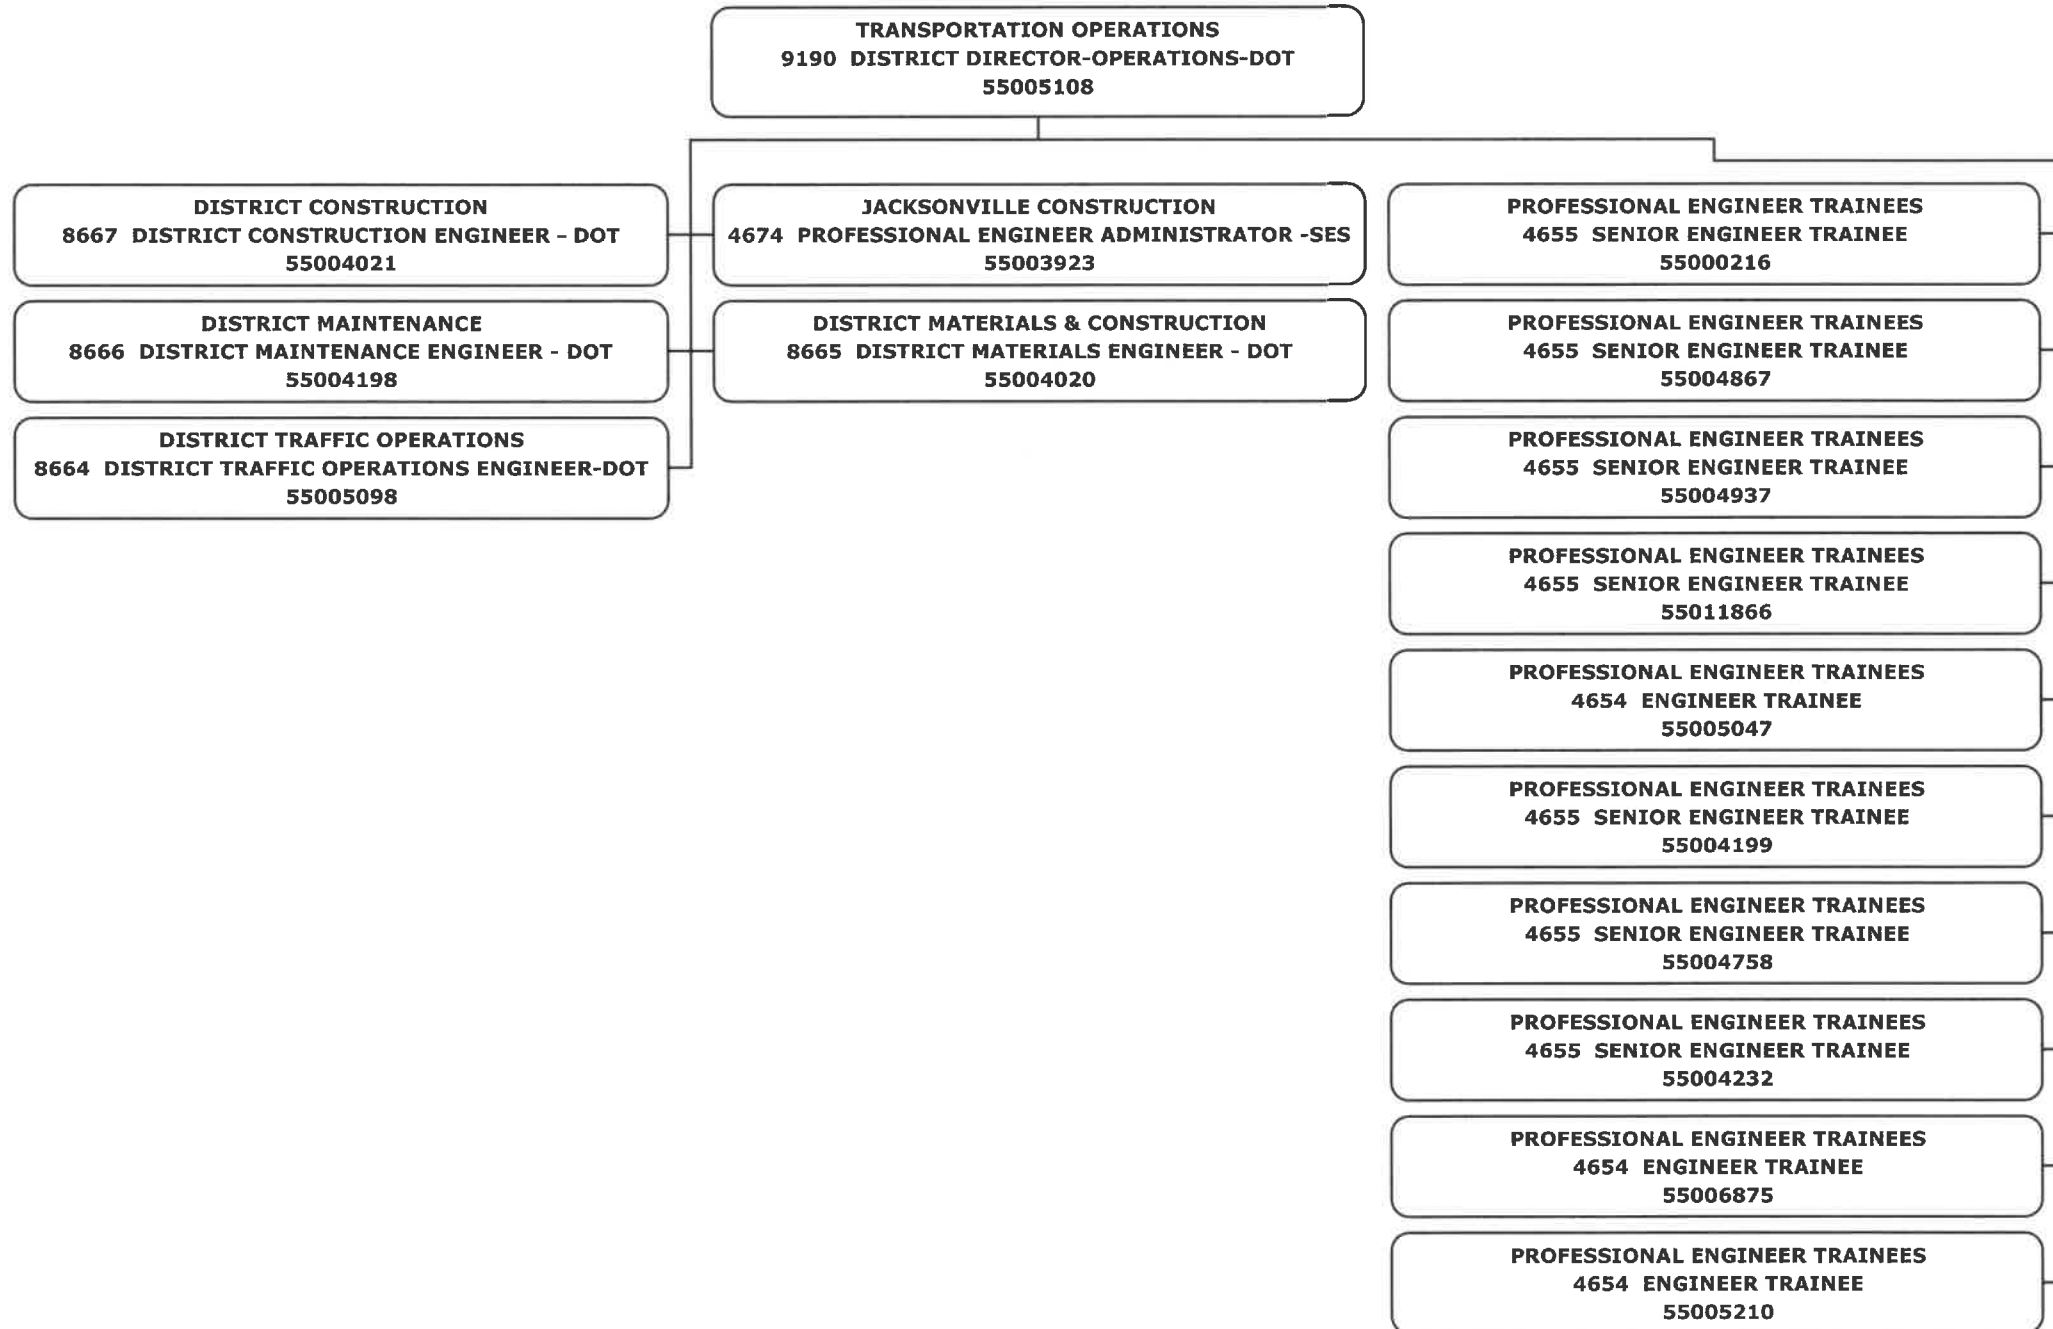 TRANSPORTATION OPERATIONS
9190 DISTRICT DIRECTOR-OPERATIONS-DOT
55005108
DISTRICT CONSTRUCTION
8667 DISTRICT CONSTRUCTION ENGINEER – DOT
55004021
DISTRICT MAINTENANCE
8666 DISTRICT MAINTENANCE ENGINEER - DOT
55004198
DISTRICT TRAFFIC OPERATIONS
8664 DISTRICT TRAFFIC OPERATIONS ENGINEER-DOT
55005098
JACKSONVILLE CONSTRUCTION
4674 PROFESSIONAL ENGINEER ADMINISTRATOR -SES
55003923
DISTRICT MATERIALS & CONSTRUCTION
8665 DISTRICT MATERIALS ENGINEER - DOT
55004020
PROFESSIONAL ENGINEER TRAINEES
4655 SENIOR ENGINEER TRAINEE
55000216
PROFESSIONAL ENGINEER TRAINEES
4655 SENIOR ENGINEER TRAINEE
55004867
PROFESSIONAL ENGINEER TRAINEES
4655 SENIOR ENGINEER TRAINEE
55004937
PROFESSIONAL ENGINEER TRAINEES
4655 SENIOR ENGINEER TRAINEE
55011866
PROFESSIONAL ENGINEER TRAINEES
4654 ENGINEER TRAINEE
55005047
PROFESSIONAL ENGINEER TRAINEES
4655 SENIOR ENGINEER TRAINEE
55004199
PROFESSIONAL ENGINEER TRAINEES
4655 SENIOR ENGINEER TRAINEE
55004758
PROFESSIONAL ENGINEER TRAINEES
4655 SENIOR ENGINEER TRAINEE
55004232
PROFESSIONAL ENGINEER TRAINEES
4654 ENGINEER TRAINEE
55006875
PROFESSIONAL ENGINEER TRAINEES
4654 ENGINEER TRAINEE
55005210